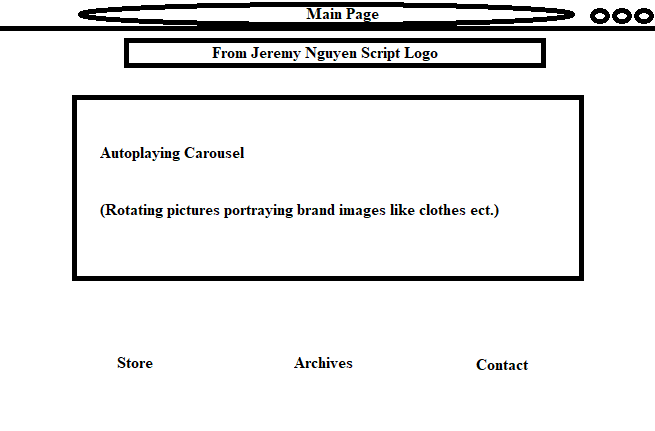 Main Page
From Jeremy Nguyen Script Logo
Autoplaying Carousel
(Rotating pictures portraying brand images like clothes ect.)
Store
Archives
Contact